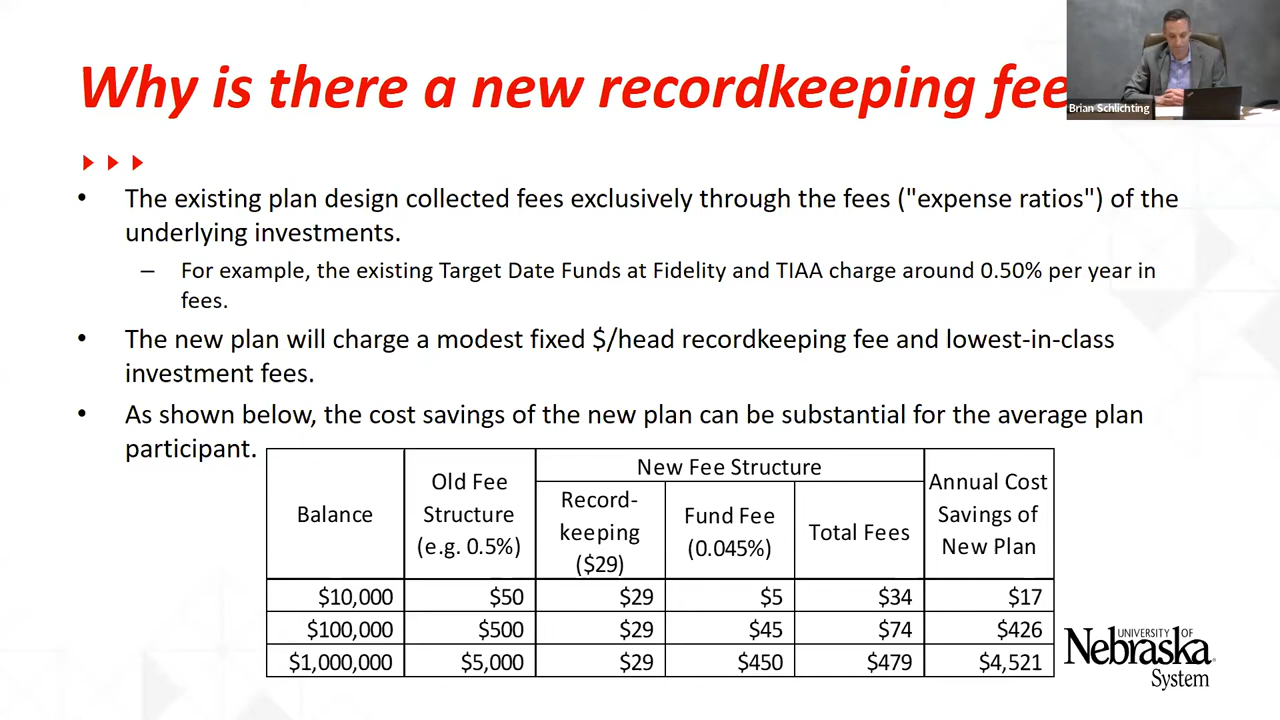 Why is there a new recordkeeping fee
Brian Schlichting
• The existing plan design collected fees exclusively through the fees ("expense ratios") of the
underlying investments.
– For example, the existing Target Date Funds at Fidelity and TIAA charge around 0.50% per year in
fees.
• The new plan will charge a modest fixed $/head recordkeeping fee and lowest-in-class
investment fees.
• As shown below, the cost savings of the new plan can be substantial for the average plan
participant.
Balance
Old Fee
Structure
(e.g. 0.5%)
New Fee Structure
Record-
keeping
($29)
Fund Fee
(0.045%)
Total Fees
Annual Cost
Savings of
New Plan
$10,000 $50 $29 $5 $34 $17
$100,000 $500 $29 $45 $74 $426
$1,000,000 $5,000 $29 $450 $479 $4,521
UNIVERSITY OF
Nebraska
System